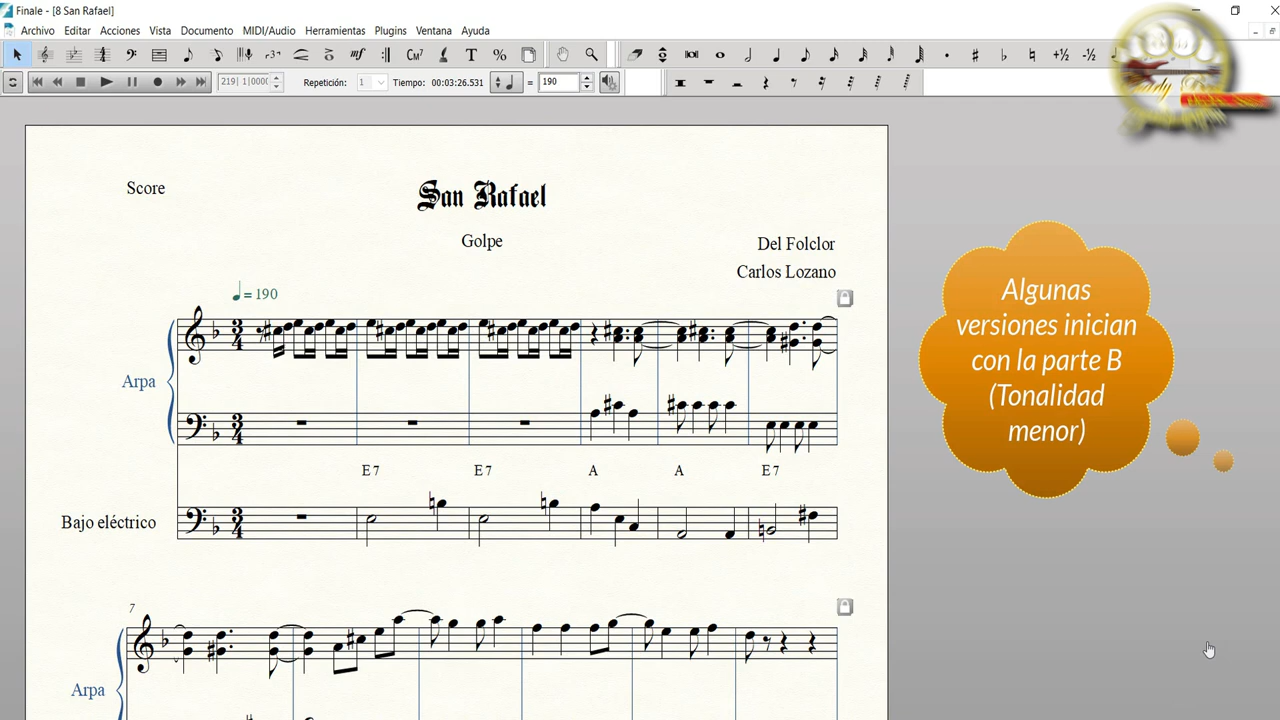 Finale - [8 San Rafael]
Archivo Editar Acciones Vista Documento MIDI/Audio Herramientas Plugins Ventana Ayuda
Repetición: 1 Tiempo: 00:03:26.531 = 190
Score
San Rafael
Golpe
Del Folclor
Carlos Lozano
= 190
Arpa
E7 E7 A A E7
Bajo eléctrico
7
Arpa
Algunas
versiones inician
con la parte B
(Tonalidad
menor)